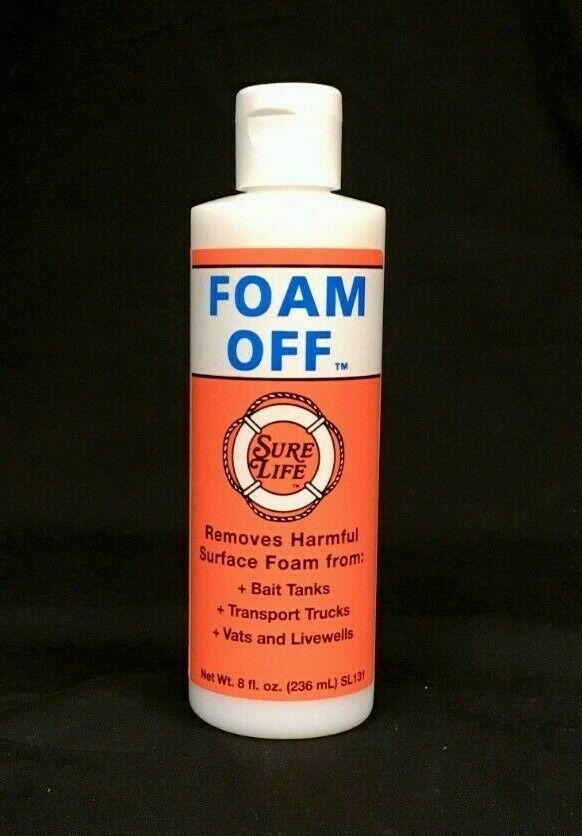 FOAM
OFF™
SURE
LIFE™
Removes Harmful
Surface Foam from:
+ Bait Tanks
+ Transport Trucks
+ Vats and Livewells
Net Wt. 8 fl. oz. (236 mL) SL131